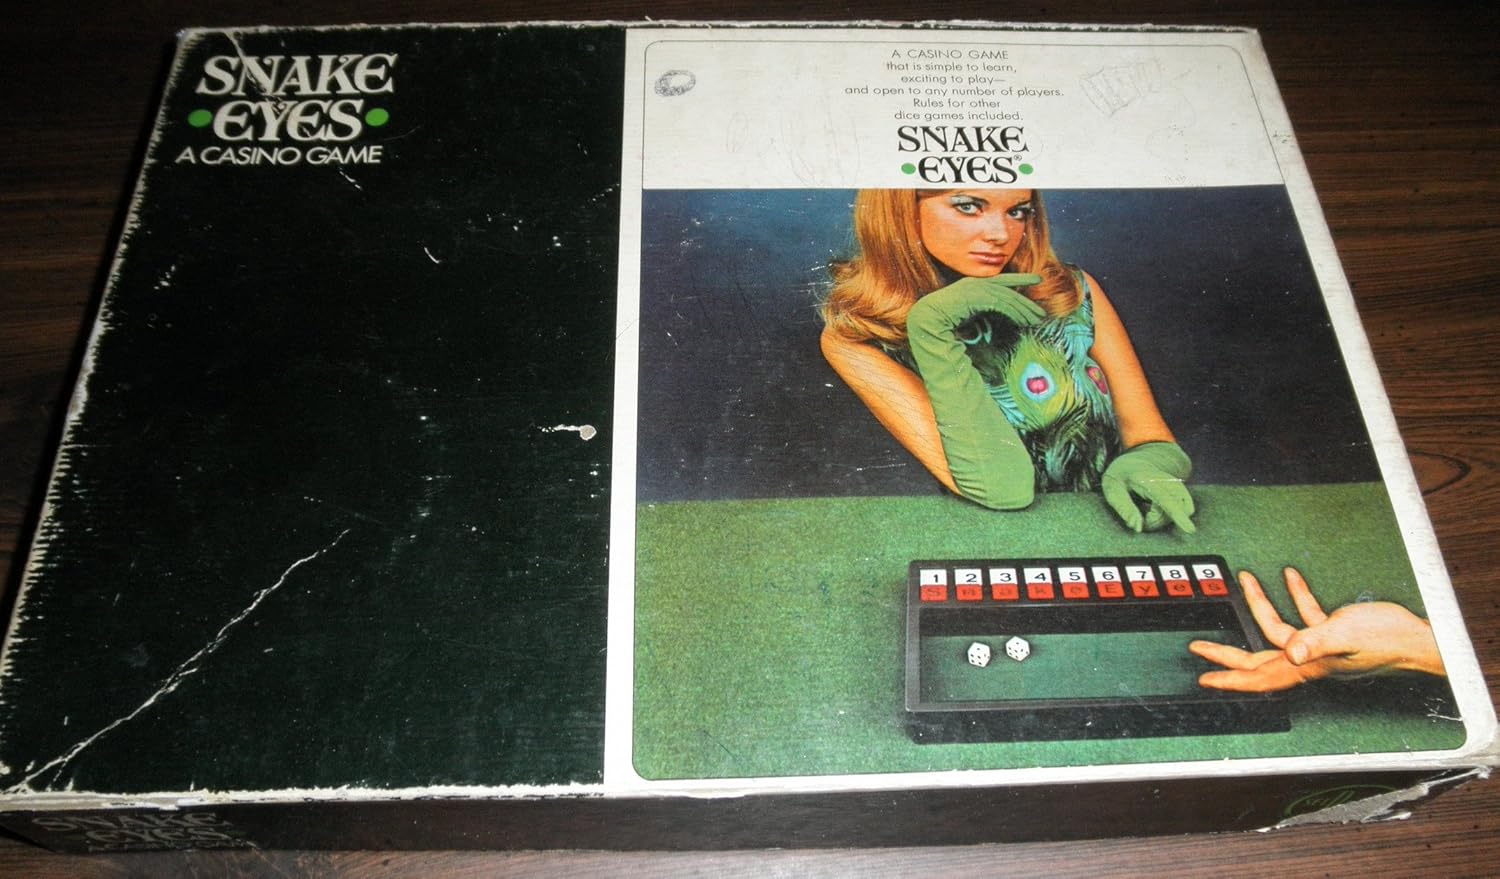 SNAKE
EYES
A CASINO GAME
A CASINO GAME
that is simple to learn,
exciting to play—
and open to any number of players.
Rules for other
dice games included.
SNAKE
EYES®
1 2 3 4 5 6 7 8 9
S n a k e E y e s
SNAKE
EYES